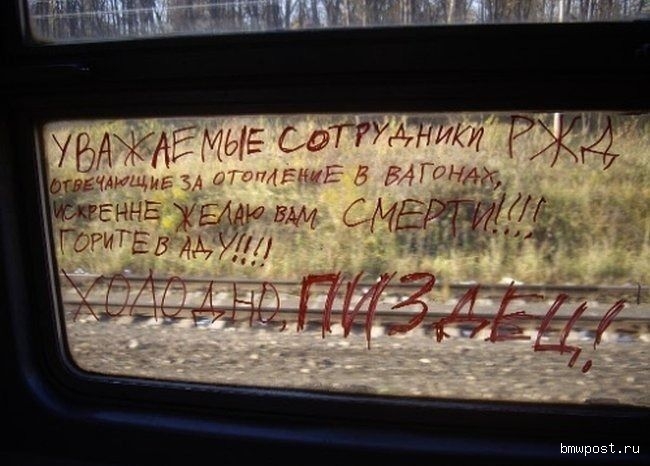 УВАЖАЕМЫЕ СОТРУДНИКИ РЖД
ОТВЕЧАЮЩИЕ ЗА ОТОПЛЕНИЕ В ВАГОНАХ,
ИСКРЕННЕ ЖЕЛАЮ ВАМ СМЕРТИ!!!!
ГОРИТЕ В АДУ!!!!
ХОЛОДНО, ПИЗДЕЦ!
bmwpost.ru